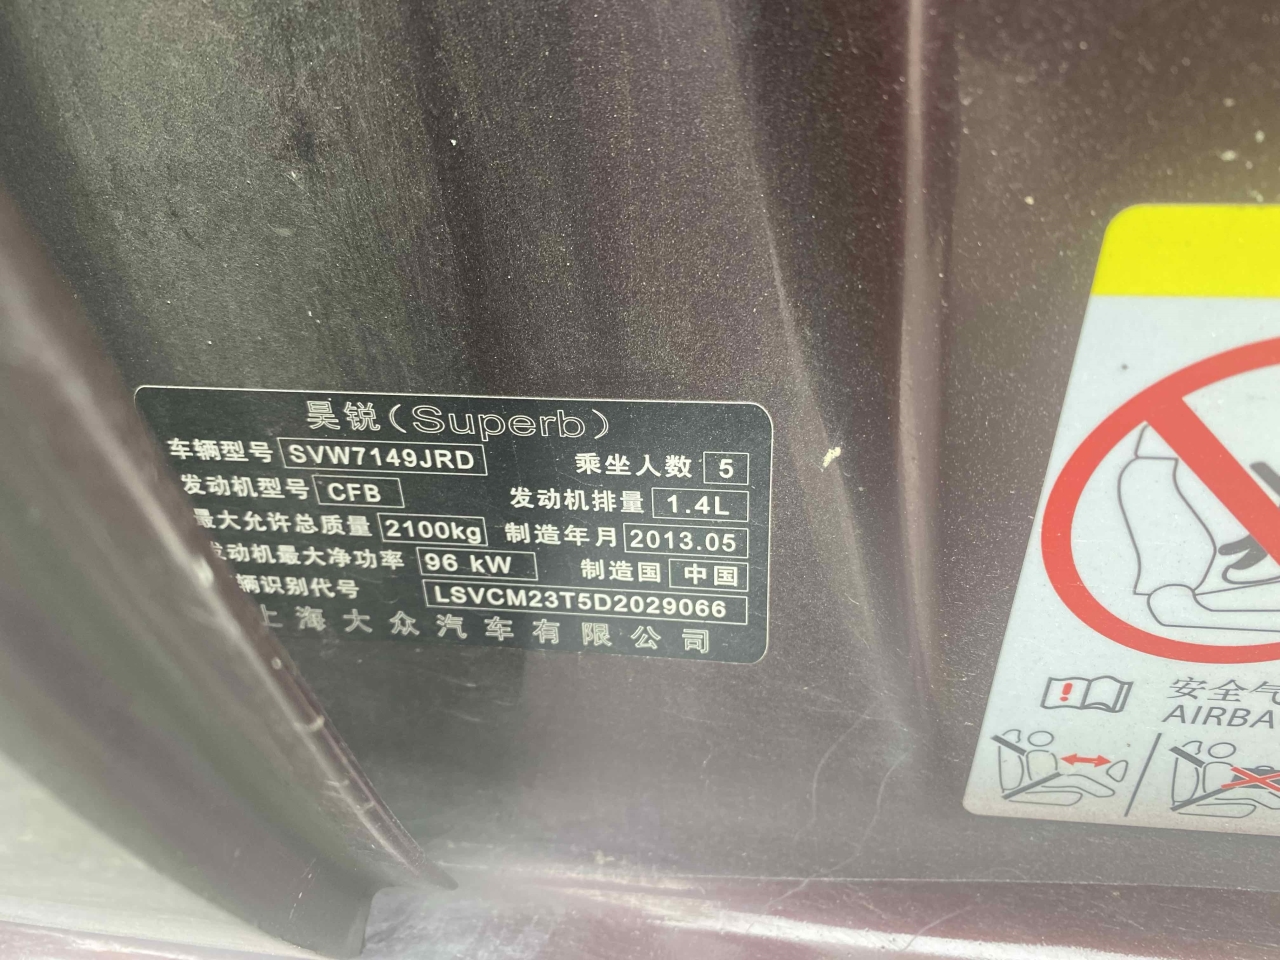 昊锐(Superb)
车辆型号 SVW7149JRD 乘坐人数 5
发动机型号 CFB 发动机排量 1.4L
最大允许总质量 2100kg 制造年月 2013.05
发动机最大净功率 96 kW 制造国 中国
辆识别代号 LSVCM23T5D2029066
上海大众汽车有限公司
安全气
AIRBA